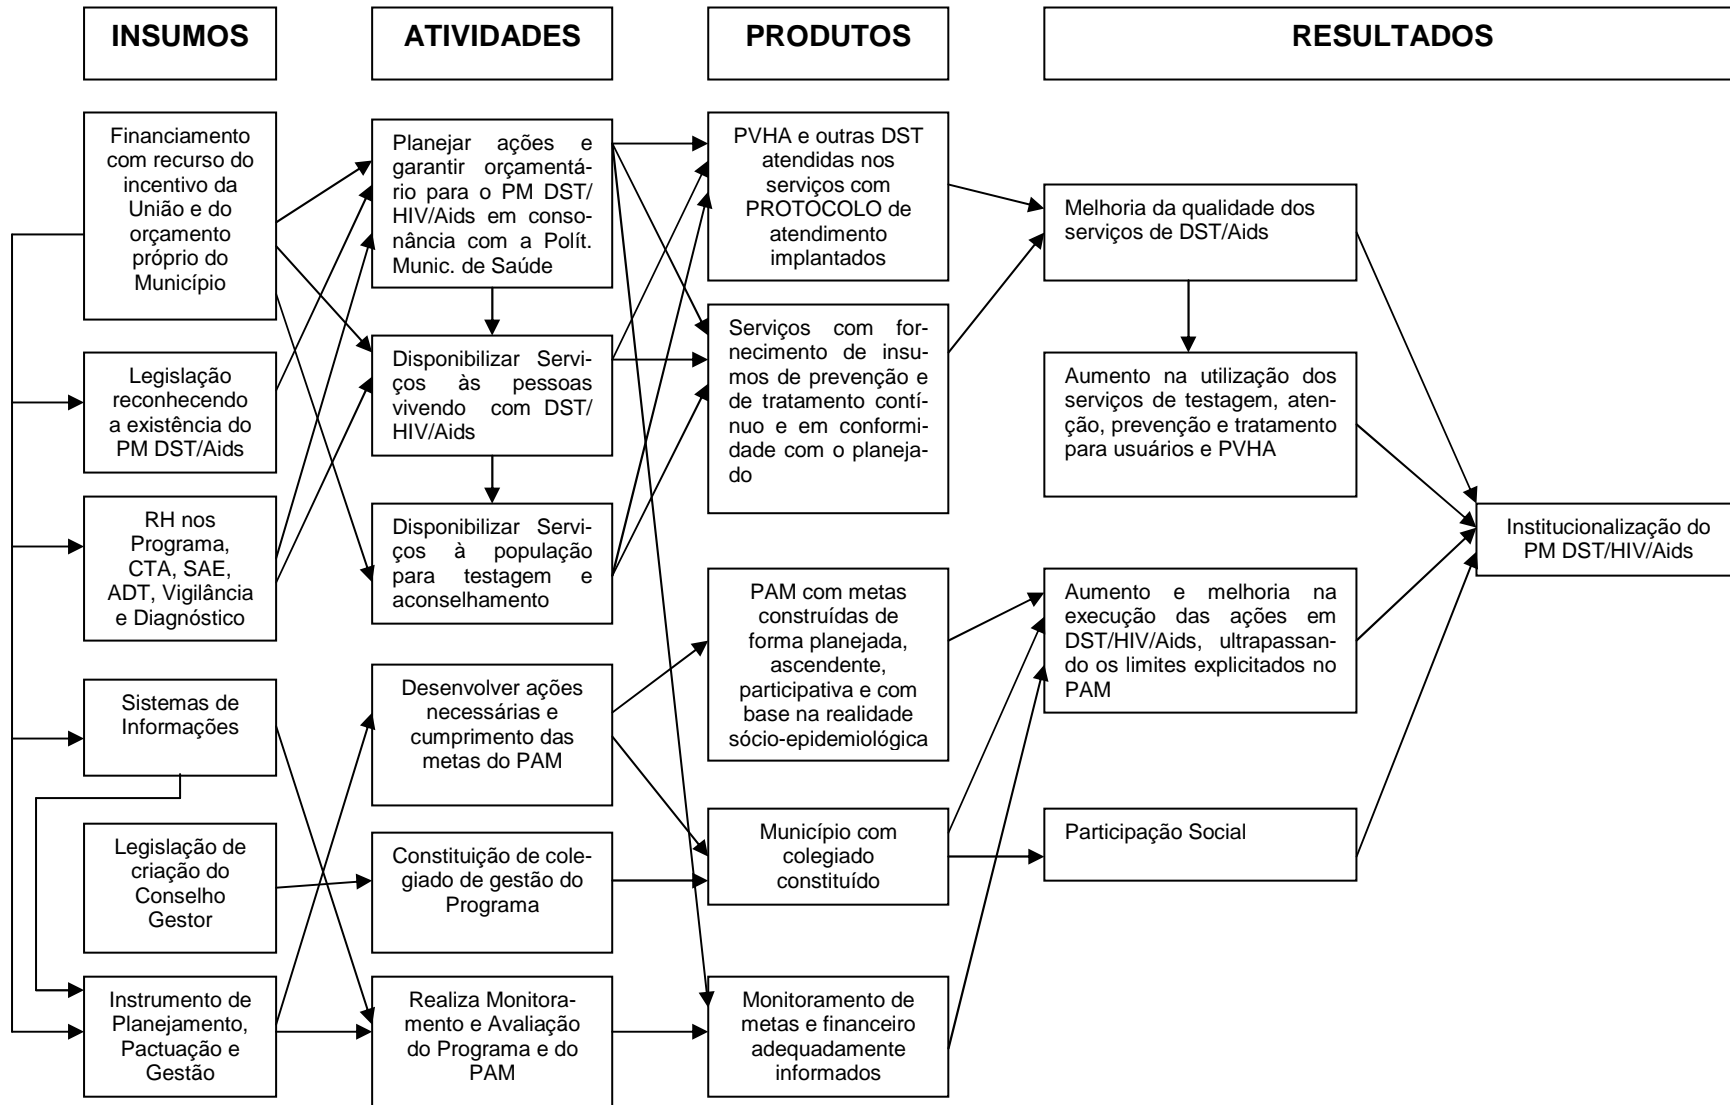 INSUMOS
ATIVIDADES
PRODUTOS
RESULTADOS
Financiamento
com recurso do
incentivo da
União e do
orçamento
próprio do
Município
Legislação
reconhecendo
a existência do
PM DST/Aids
RH nos
Programa,
CTA, SAE,
ADT, Vigilância
e Diagnóstico
Sistemas de
Informações
Legislação de
criação do
Conselho
Gestor
Instrumento de
Planejamento,
Pactuação e
Gestão
Planejar ações e
garantir orçamentá-
rio para o PM DST/
HIV/Aids em conso-
nância com a Polít.
Munic. de Saúde
Disponibilizar Servi-
ços às pessoas
vivendo com DST/
HIV/Aids
Disponibilizar Servi-
ços à população
para testagem e
aconselhamento
Desenvolver ações
necessárias e
cumprimento das
metas do PAM
Constituição de cole-
giado de gestão do
Programa
Realiza Monitora-
mento e Avaliação
do Programa e do
PAM
PVHA e outras DST
atendidas nos
serviços com
PROTOCOLO de
atendimento
implantados
Serviços com for-
necimento de insu-
mos de prevenção e
de tratamento contí-
nuo e em conformi-
dade com o planeja-
do
PAM com metas
construídas de
forma planejada,
ascendente,
participativa e com
base na realidade
sócio-epidemiológica
Município com
colegiado
constituído
Monitoramento de
metas e financeiro
adequadamente
informados
Melhoria da qualidade dos
serviços de DST/Aids
Aumento na utilização dos
serviços de testagem, aten-
ção, prevenção e tratamento
para usuários e PVHA
Aumento e melhoria na
execução das ações em
DST/HIV/Aids, ultrapassan-
do os limites explicitados no
PAM
Participação Social
Institucionalização do
PM DST/HIV/Aids